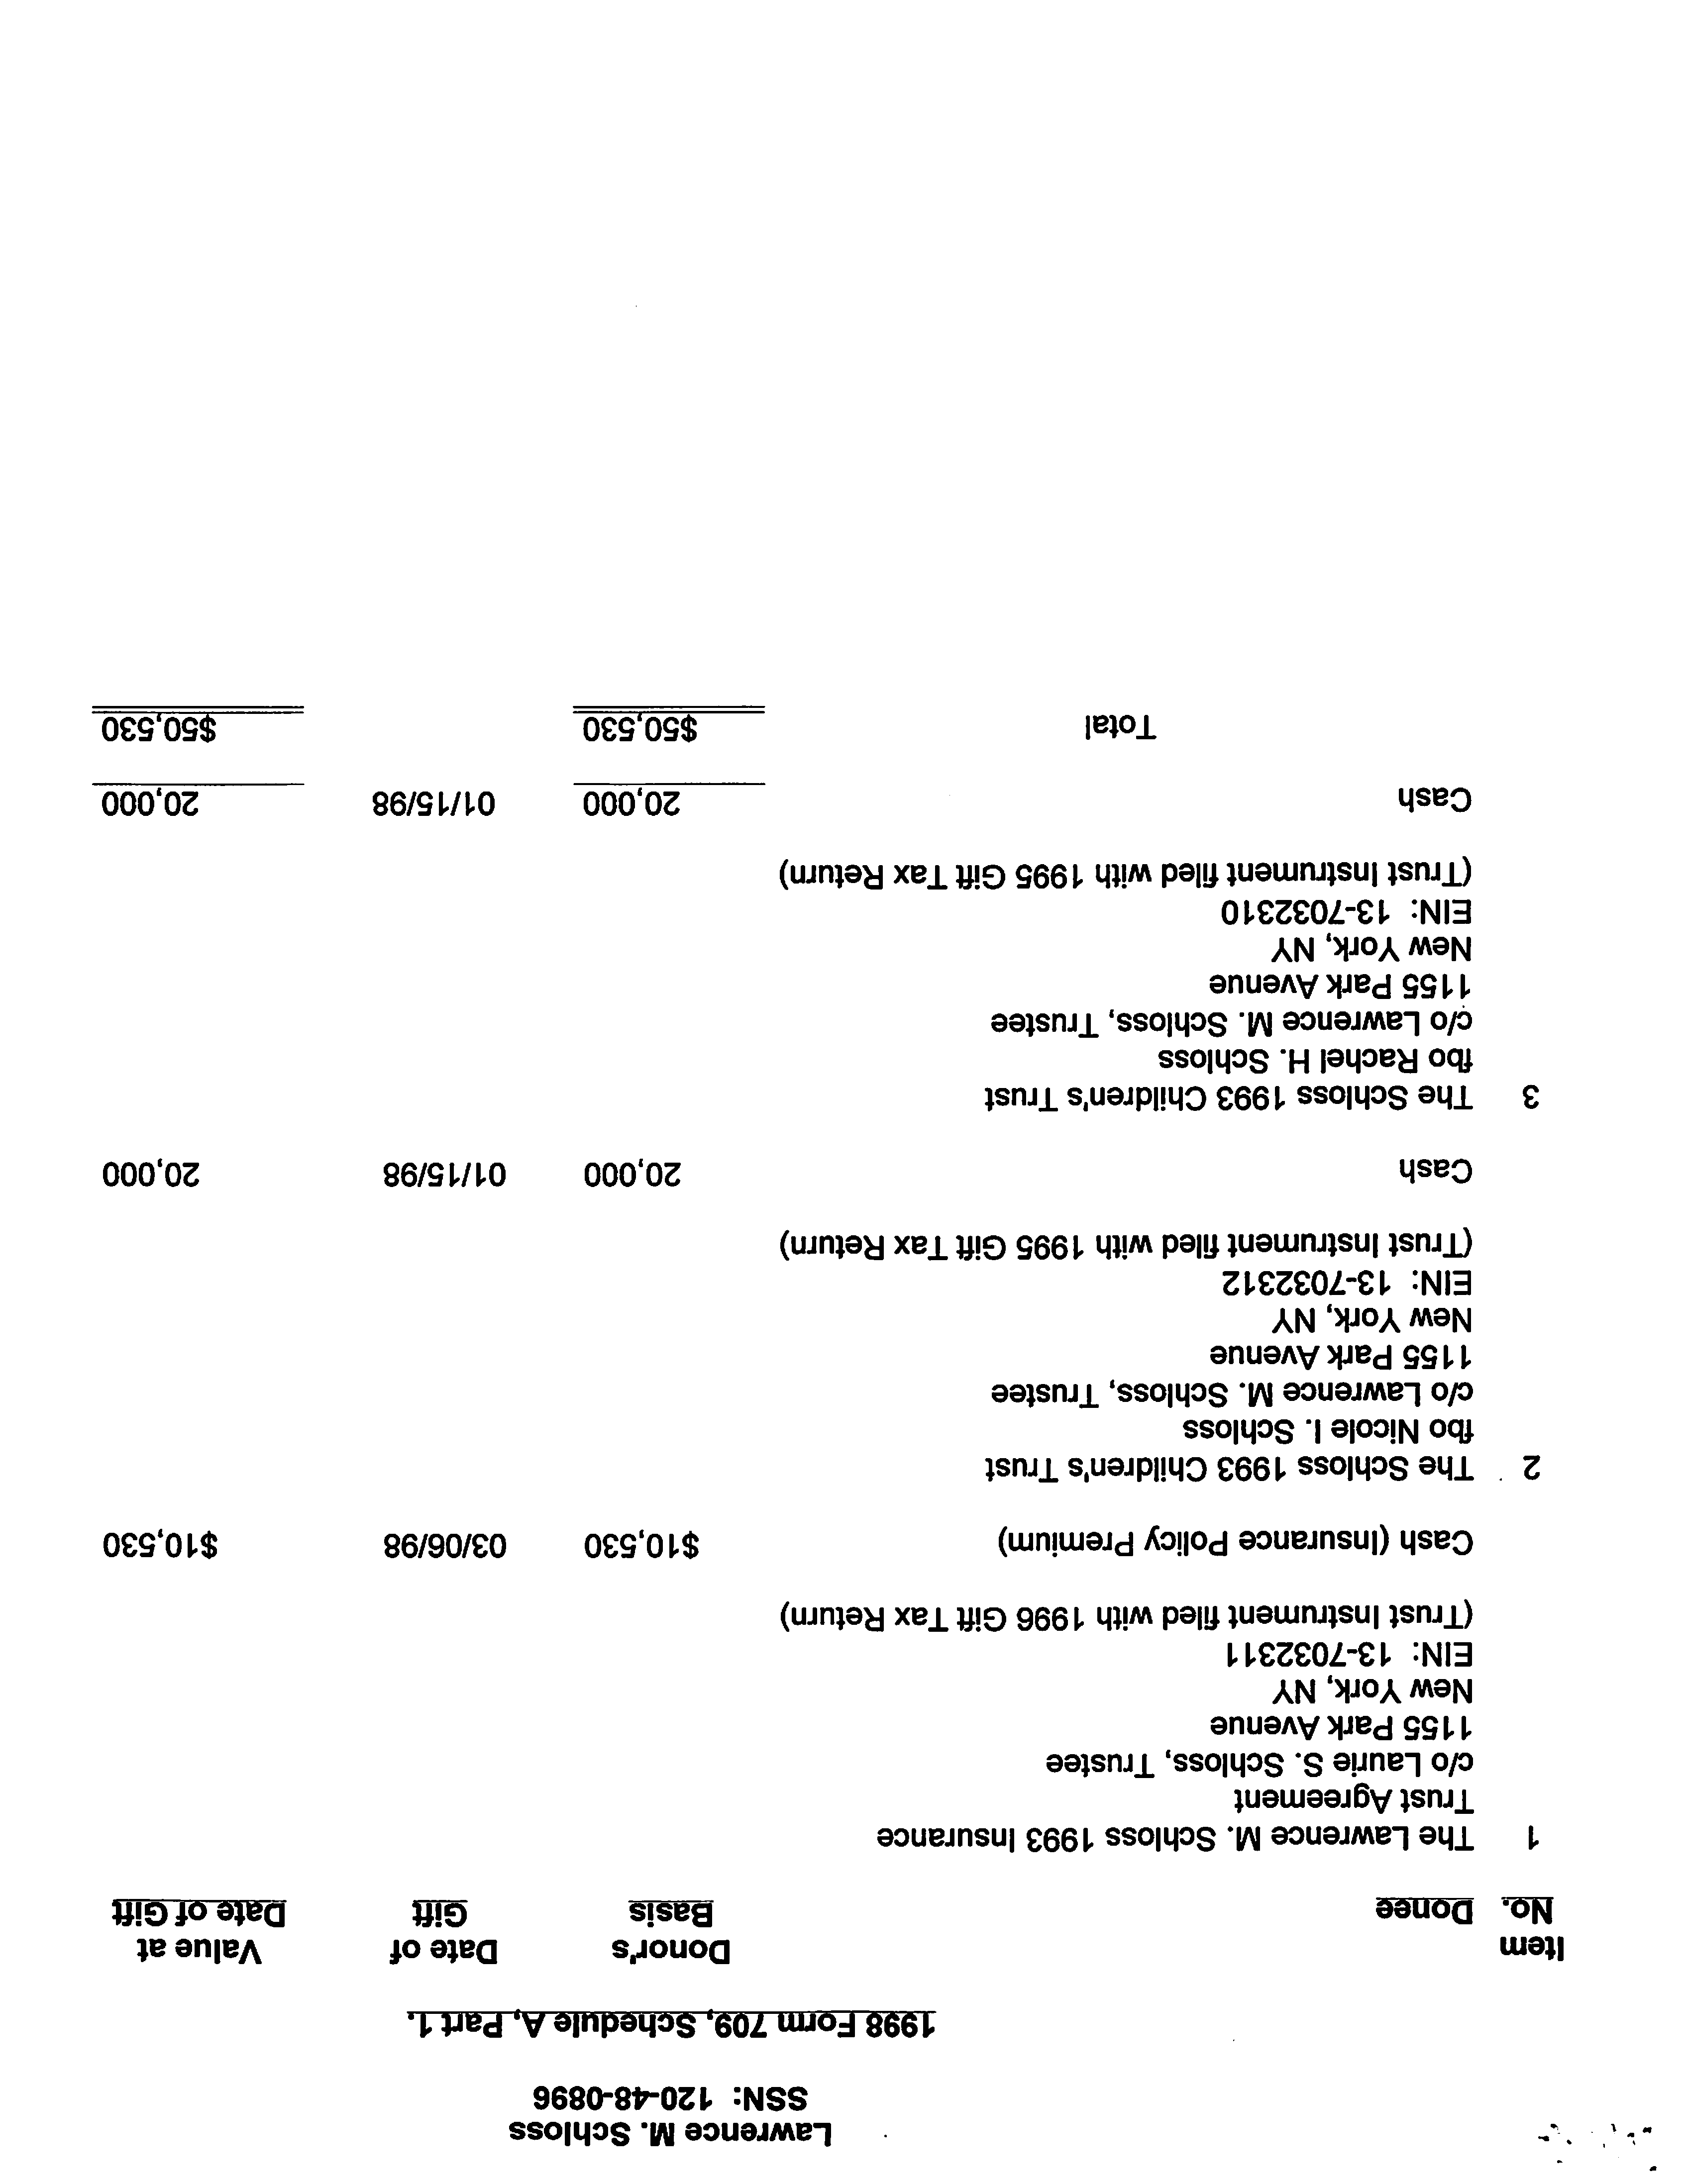 Lawrence M. Schloss
SSN: 120-48-0896
1998 Form 709, Schedule A, Part 1.
Item Donor's Date of Value at
No. Donee Basis Gift Date of Gift
1 The Lawrence M. Schloss 1993 Insurance
Trust Agreement
c/o Laurie S. Schloss, Trustee
1155 Park Avenue
New York, NY
EIN: 13-7032311
(Trust Instrument filed with 1996 Gift Tax Return)
Cash (Insurance Policy Premium) $10,530 03/06/98 $10,530
2 The Schloss 1993 Children's Trust
fbo Nicole I. Schloss
c/o Lawrence M. Schloss, Trustee
1155 Park Avenue
New York, NY
EIN: 13-7032312
(Trust Instrument filed with 1995 Gift Tax Return)
Cash 20,000 01/15/98 20,000
3 The Schloss 1993 Children's Trust
fbo Rachel H. Schloss
c/o Lawrence M. Schloss, Trustee
1155 Park Avenue
New York, NY
EIN: 13-7032310
(Trust Instrument filed with 1995 Gift Tax Return)
Cash 20,000 01/15/98 20,000
Total $50,530 $50,530